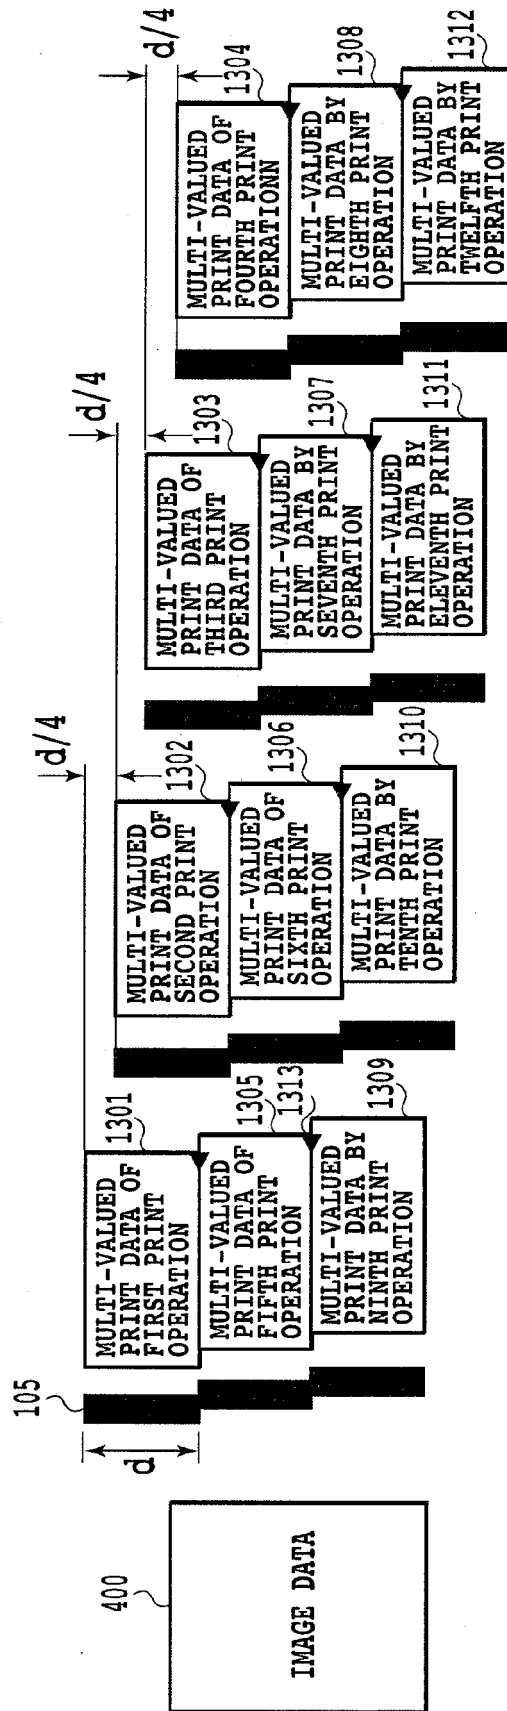 400
IMAGE DATA
105
d
MULTI-VALUED
PRINT DATA OF
FIRST PRINT
OPERATION
1301
MULTI-VALUED
PRINT DATA OF
FIFTH PRINT
OPERATION
1305
1313
MULTI-VALUED
PRINT DATA BY
NINTH PRINT
OPERATION
1309
d/4
MULTI-VALUED
PRINT DATA OF
SECOND PRINT
OPERATION
1302
MULTI-VALUED
PRINT DATA OF
SIXTH PRINT
OPERATION
1306
MULTI-VALUED
PRINT DATA BY
TENTH PRINT
OPERATION
1310
d/4
MULTI-VALUED
PRINT DATA OF
THIRD PRINT
OPERATION
1303
MULTI-VALUED
PRINT DATA BY
SEVENTH PRINT
OPERATION
1307
MULTI-VALUED
PRINT DATA BY
ELEVENTH PRINT
OPERATION
1311
d/4
MULTI-VALUED
PRINT DATA OF
FOURTH PRINT
OPERATIONN
1304
MULTI-VALUED
PRINT DATA BY
EIGHTH PRINT
OPERATION
1308
MULTI-VALUED
PRINT DATA BY
TWELFTH PRINT
OPERATION
1312